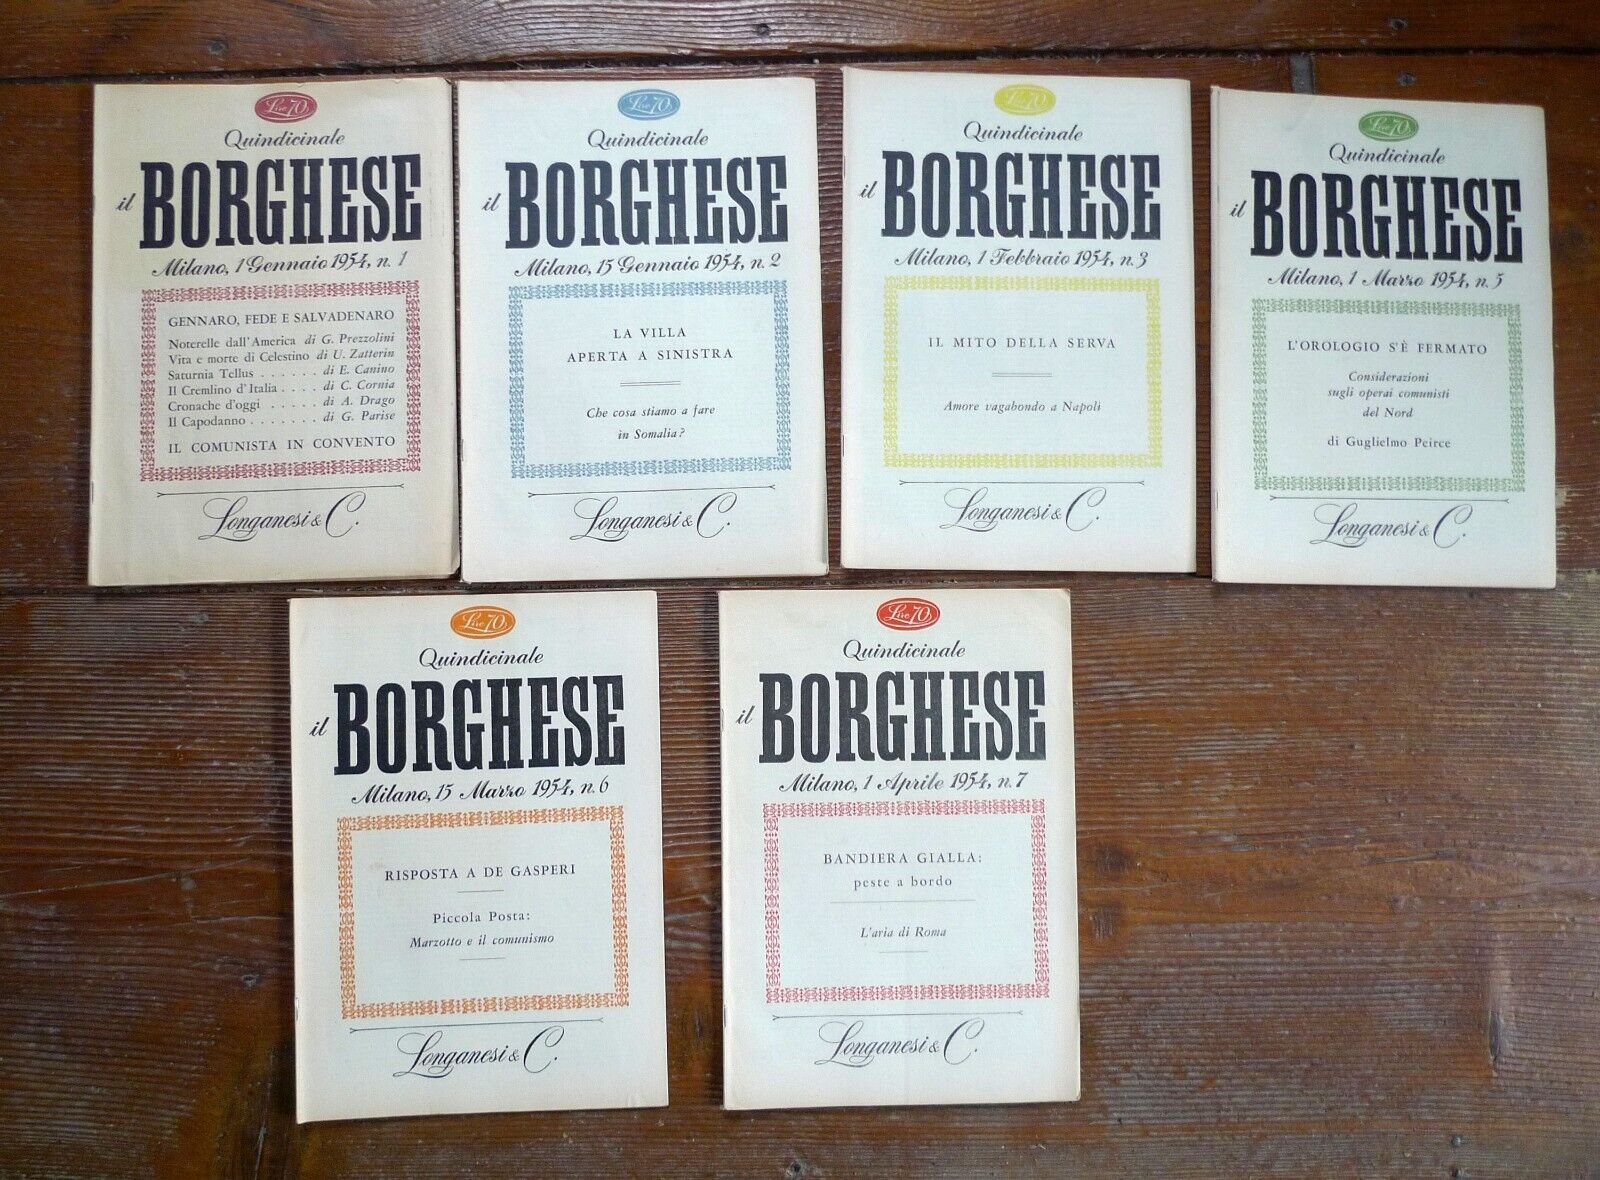 Lire 70
Quindicinale
il BORGHESE
Milano, 1 Gennaio 1954, n. 1
GENNARO, FEDE E SALVADENARO
Noterelle dall'America di G. Prezzolini
Vita e morte di Celestino di U. Zatterin
Saturnia Tellus . . . . . . di E. Canino
Il Cremlino d'Italia . . . . di C. Cornia
Cronache d'oggi . . . . . di A. Drago
Il Capodanno . . . . . . . di G. Parise
IL COMUNISTA IN CONVENTO
Longanesi & C.
Lire 70
Quindicinale
il BORGHESE
Milano, 15 Gennaio 1954, n. 2
LA VILLA
APERTA A SINISTRA
Che cosa stiamo a fare
in Somalia?
Longanesi & C.
Lire 70
Quindicinale
il BORGHESE
Milano, 1 Febbraio 1954, n. 3
IL MITO DELLA SERVA
Amore vagabondo a Napoli
Longanesi & C.
Lire 70
Quindicinale
il BORGHESE
Milano, 1 Marzo 1954, n. 5
L'OROLOGIO S'È FERMATO
Considerazioni
sugli operai comunisti
del Nord
di Guglielmo Peirce
Longanesi & C.
Lire 70
Quindicinale
il BORGHESE
Milano, 15 Marzo 1954, n. 6
RISPOSTA A DE GASPERI
Piccola Posta:
Marzotto e il comunismo
Longanesi & C.
Lire 70
Quindicinale
il BORGHESE
Milano, 1 Aprile 1954, n. 7
BANDIERA GIALLA:
peste a bordo
L'aria di Roma
Longanesi & C.